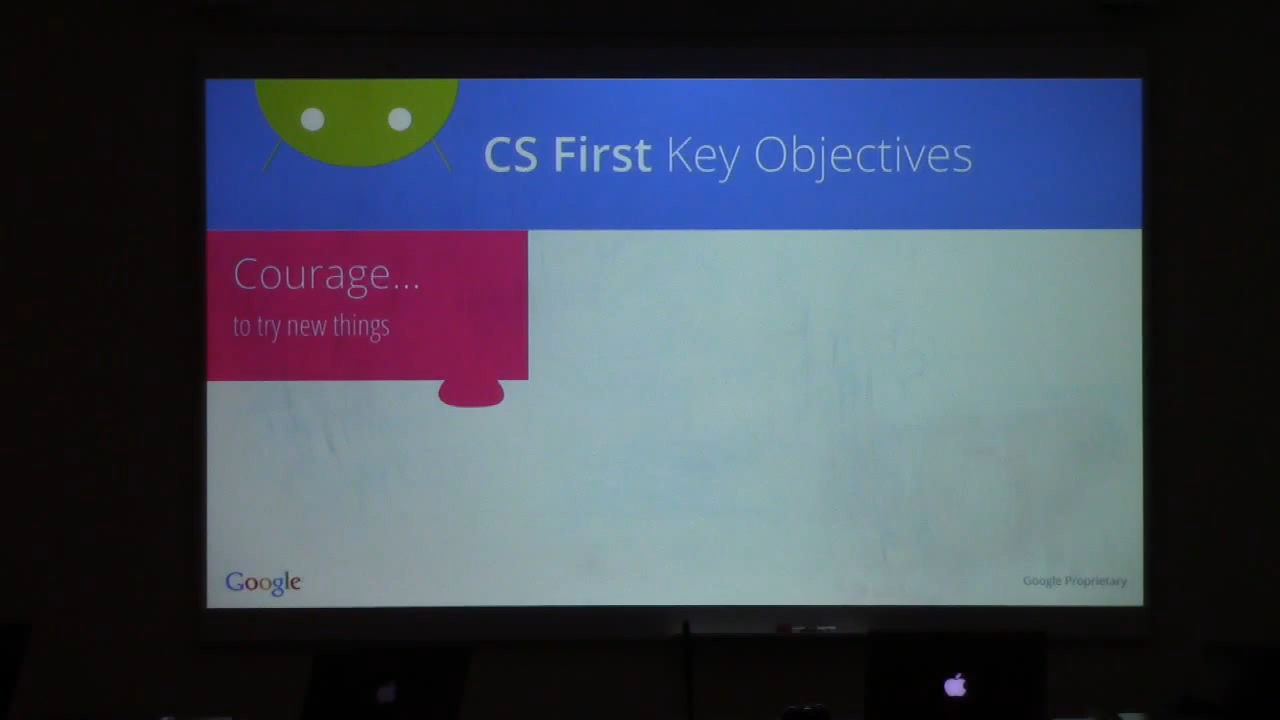 CS First Key Objectives
Courage...
to try new things
Google
Google Proprietary